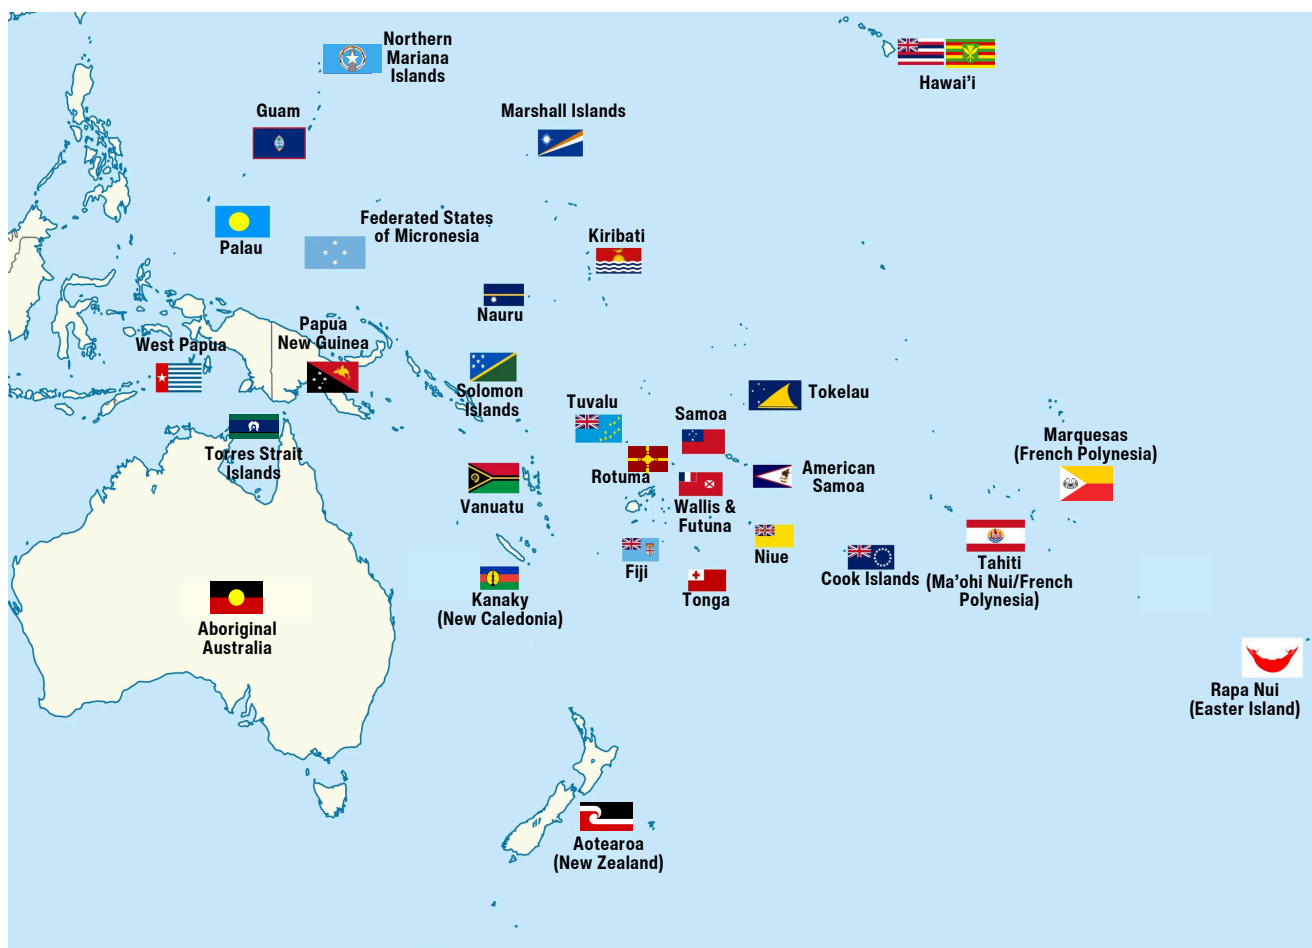 Northern
Mariana
Islands
Hawai'i
Guam
Marshall Islands
Federated States
of Micronesia
Palau
Kiribati
Nauru
Papua
New Guinea
West Papua
Solomon
Islands
Tokelau
Tuvalu
Samoa
Marquesas
(French Polynesia)
Torres Strait
Islands
Rotuma
American
Samoa
Vanuatu
Wallis &
Futuna
Niue
Fiji
Cook Islands
Tahiti
(Ma'ohi Nui/French
Polynesia)
Tonga
Kanaky
(New Caledonia)
Aboriginal
Australia
Rapa Nui
(Easter Island)
Aotearoa
(New Zealand)